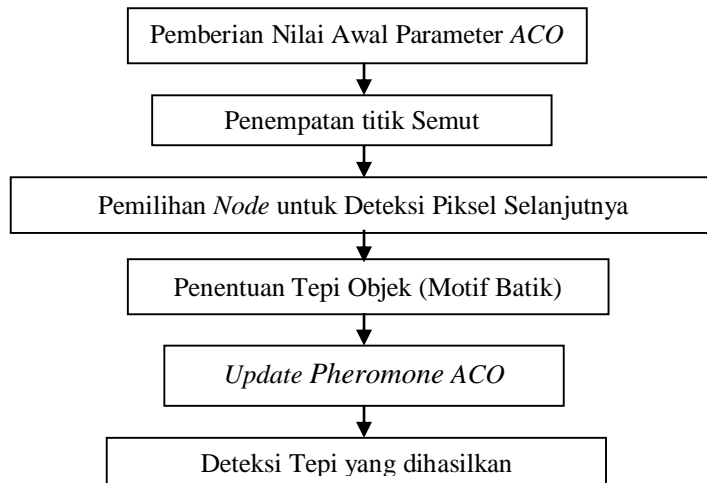 Pemberian Nilai Awal Parameter ACO
Penempatan titik Semut
Pemilihan Node untuk Deteksi Piksel Selanjutnya
Penentuan Tepi Objek (Motif Batik)
Update Pheromone ACO
Deteksi Tepi yang dihasilkan